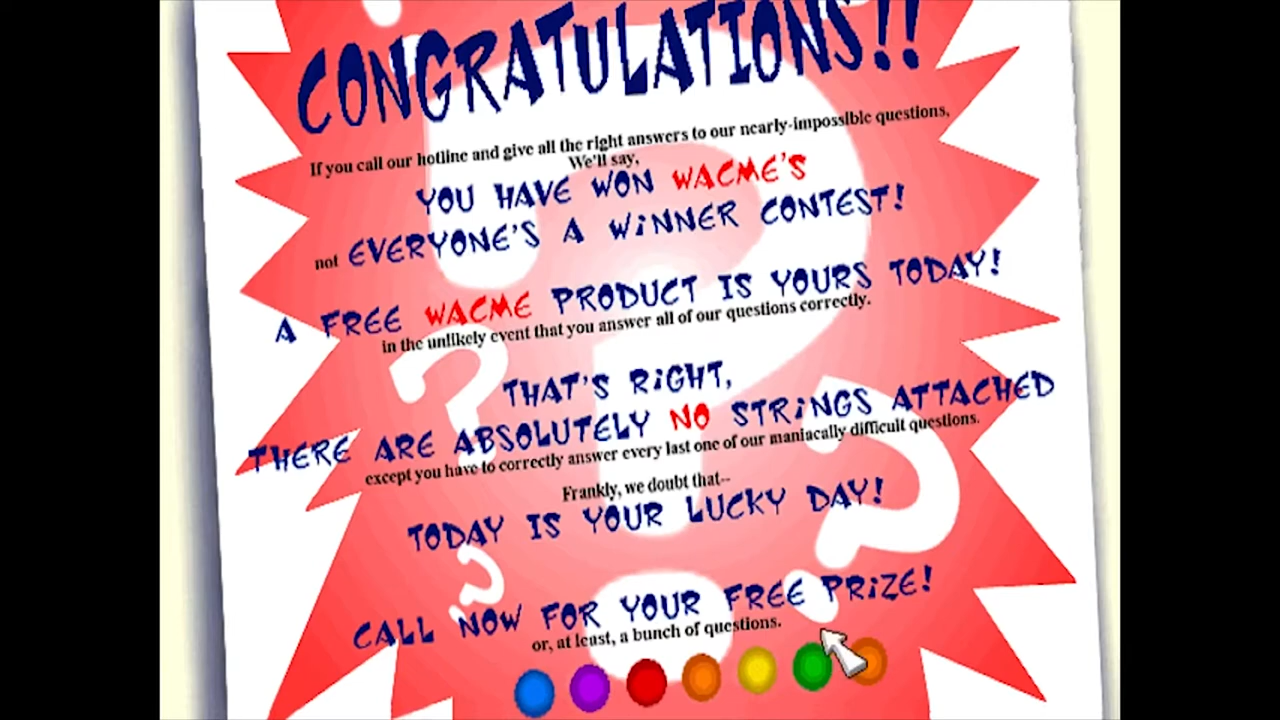 CONGRATULATIONS!!
If you call our hotline and give all the right answers to our nearly-impossible questions,
We'll say,
YOU HAVE WON WACME'S
not EVERYONE'S A WiNNER CONTEST!
A FREE WACME PRODUCT IS YOURS TODAY!
in the unlikely event that you answer all of our questions correctly.
THAT'S RiGHT,
THERE ARE ABSOLUTELY NO STRiNGS ATTACHED
except you have to correctly answer every last one of our maniacally difficult questions.
Frankly, we doubt that--
TODAY IS YOUR LUCKY DAY!
CALL NOW FOR YOUR FREE PRiZE!
or, at least, a bunch of questions.